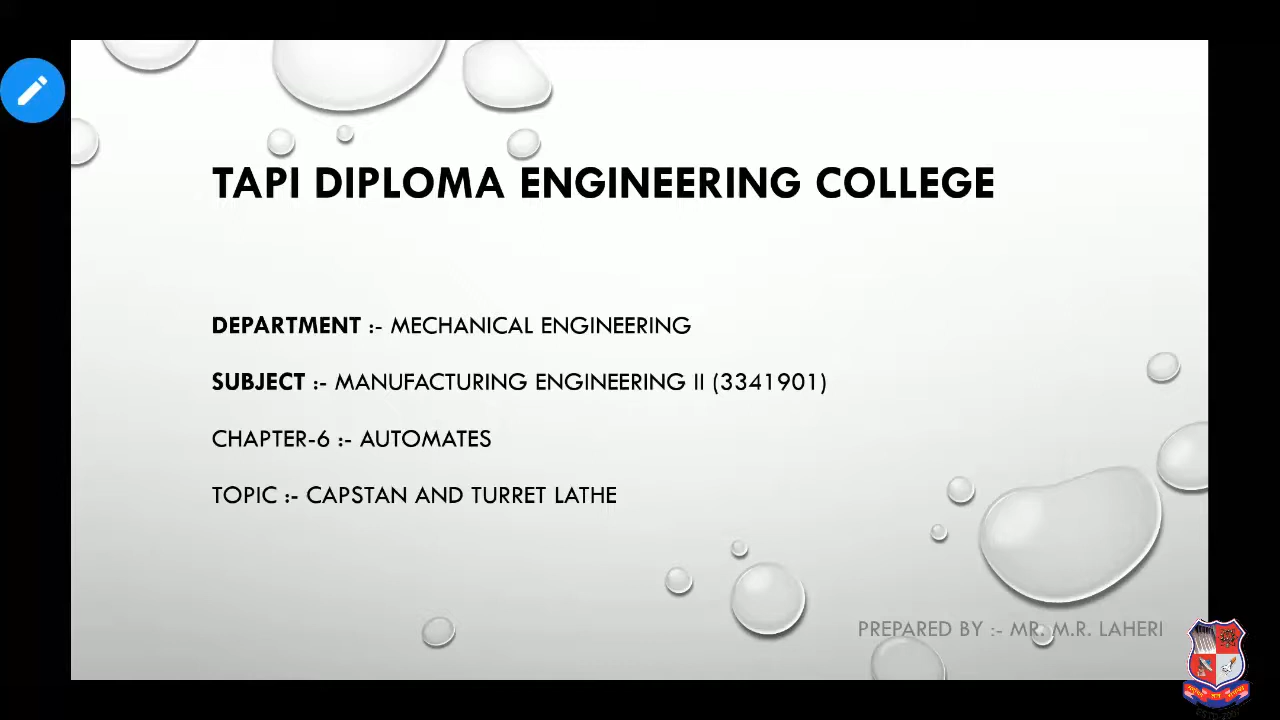 TAPI DIPLOMA ENGINEERING COLLEGE
DEPARTMENT :- MECHANICAL ENGINEERING
SUBJECT :- MANUFACTURING ENGINEERING II (3341901)
CHAPTER-6 :- AUTOMATES
TOPIC :- CAPSTAN AND TURRET LATHE
PREPARED BY :- MR. M.R. LAHERI